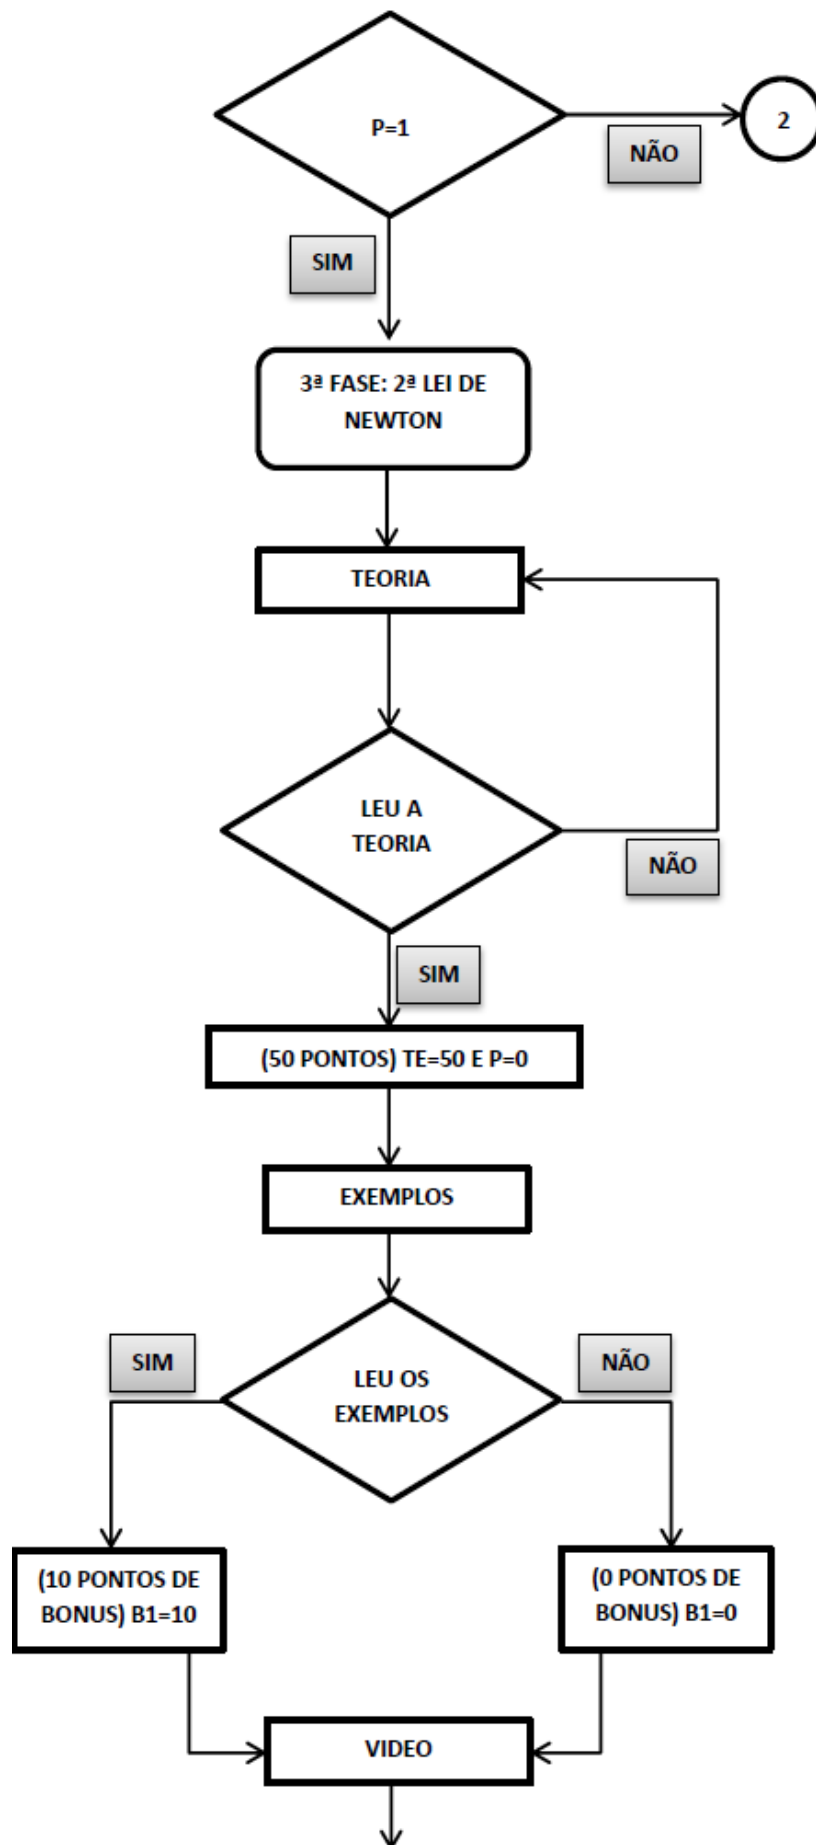 P=1
2
NÃO
SIM
3ª FASE: 2ª LEI DE
NEWTON
TEORIA
LEU A
TEORIA
NÃO
SIM
(50 PONTOS) TE=50 E P=0
EXEMPLOS
SIM
NÃO
LEU OS
EXEMPLOS
(10 PONTOS DE
BONUS) B1=10
(0 PONTOS DE
BONUS) B1=0
VIDEO